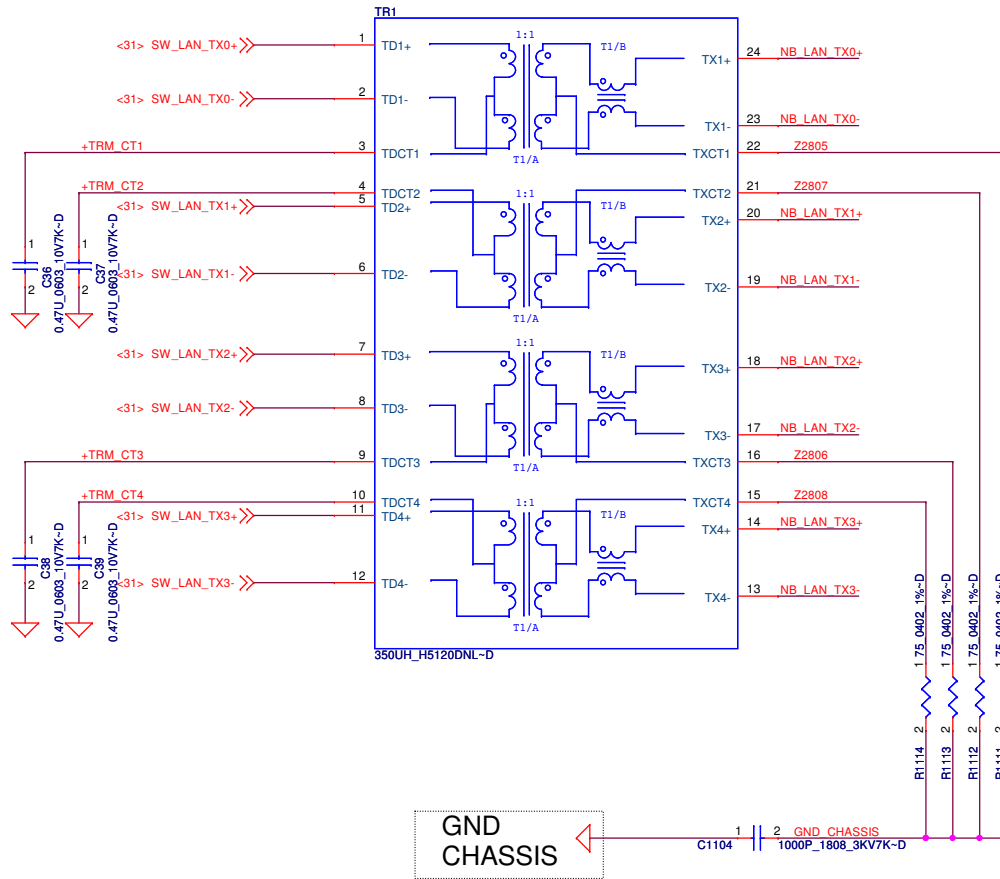 TR1
<31> SW_LAN_TX0+ 1 TD1+ 1:1 T1/B TX1+ 24 NB_LAN_TX0+
<31> SW_LAN_TX0- 2 TD1- TX1- 23 NB_LAN_TX0-
+TRM_CT1 3 TDCT1 T1/A TXCT1 22 Z2805
+TRM_CT2 4 TDCT2 1:1 TXCT2 21 Z2807
<31> SW_LAN_TX1+ 5 TD2+ T1/B TX2+ 20 NB_LAN_TX1+
<31> SW_LAN_TX1- 6 TD2- TX2- 19 NB_LAN_TX1-
T1/A
1 2 C36 0.47U_0603_10V7K~D
1 2 C37 0.47U_0603_10V7K~D
<31> SW_LAN_TX2+ 7 TD3+ 1:1 T1/B TX3+ 18 NB_LAN_TX2+
<31> SW_LAN_TX2- 8 TD3- TX3- 17 NB_LAN_TX2-
+TRM_CT3 9 TDCT3 T1/A TXCT3 16 Z2806
+TRM_CT4 10 TDCT4 1:1 TXCT4 15 Z2808
<31> SW_LAN_TX3+ 11 TD4+ T1/B TX4+ 14 NB_LAN_TX3+
<31> SW_LAN_TX3- 12 TD4- TX4- 13 NB_LAN_TX3-
T1/A
1 2 C38 0.47U_0603_10V7K~D
1 2 C39 0.47U_0603_10V7K~D
350UH_H5120DNL~D
R1114 2 1 75_0402_1%~D
R1113 2 1 75_0402_1%~D
R1112 2 1 75_0402_1%~D
R1111 2 1 75_0402_1%~D
GND
CHASSIS
1 2 GND_CHASSIS
C1104 1000P_1808_3KV7K~D